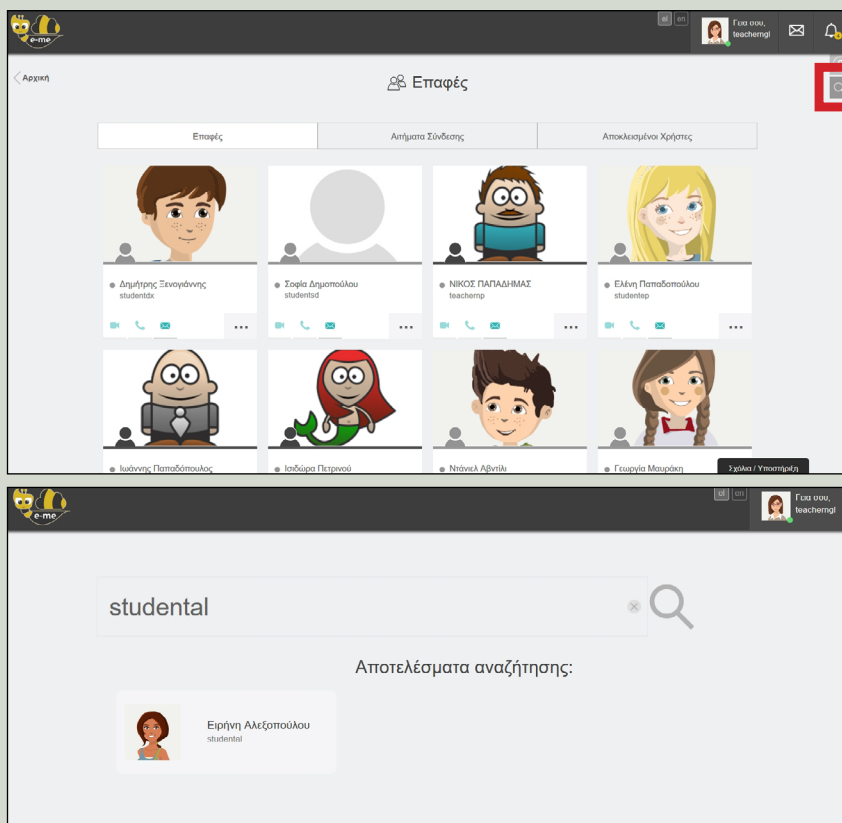 e-me
el en
Γεια σου,
teacherngl
Αρχική
Επαφές
Επαφές Αιτήματα Σύνδεσης Αποκλεισμένοι Χρήστες
Δημήτρης Ξενογιάννης
studentdx
Σοφία Δημοπούλου
studentsd
ΝΙΚΟΣ ΠΑΠΑΔΗΜΑΣ
teachernp
Ελένη Παπαδοπούλου
studentep
Ιωάννης Παπαδόπουλος
Ισιδώρα Πετρινού
Ντάνιελ Αβντίλι
Γεωργία Μαυράκη
Σχόλια / Υποστήριξη
e-me
el en
Γεια σου,
teacherngl
studental
Αποτελέσματα αναζήτησης:
Ειρήνη Αλεξοπούλου
studental